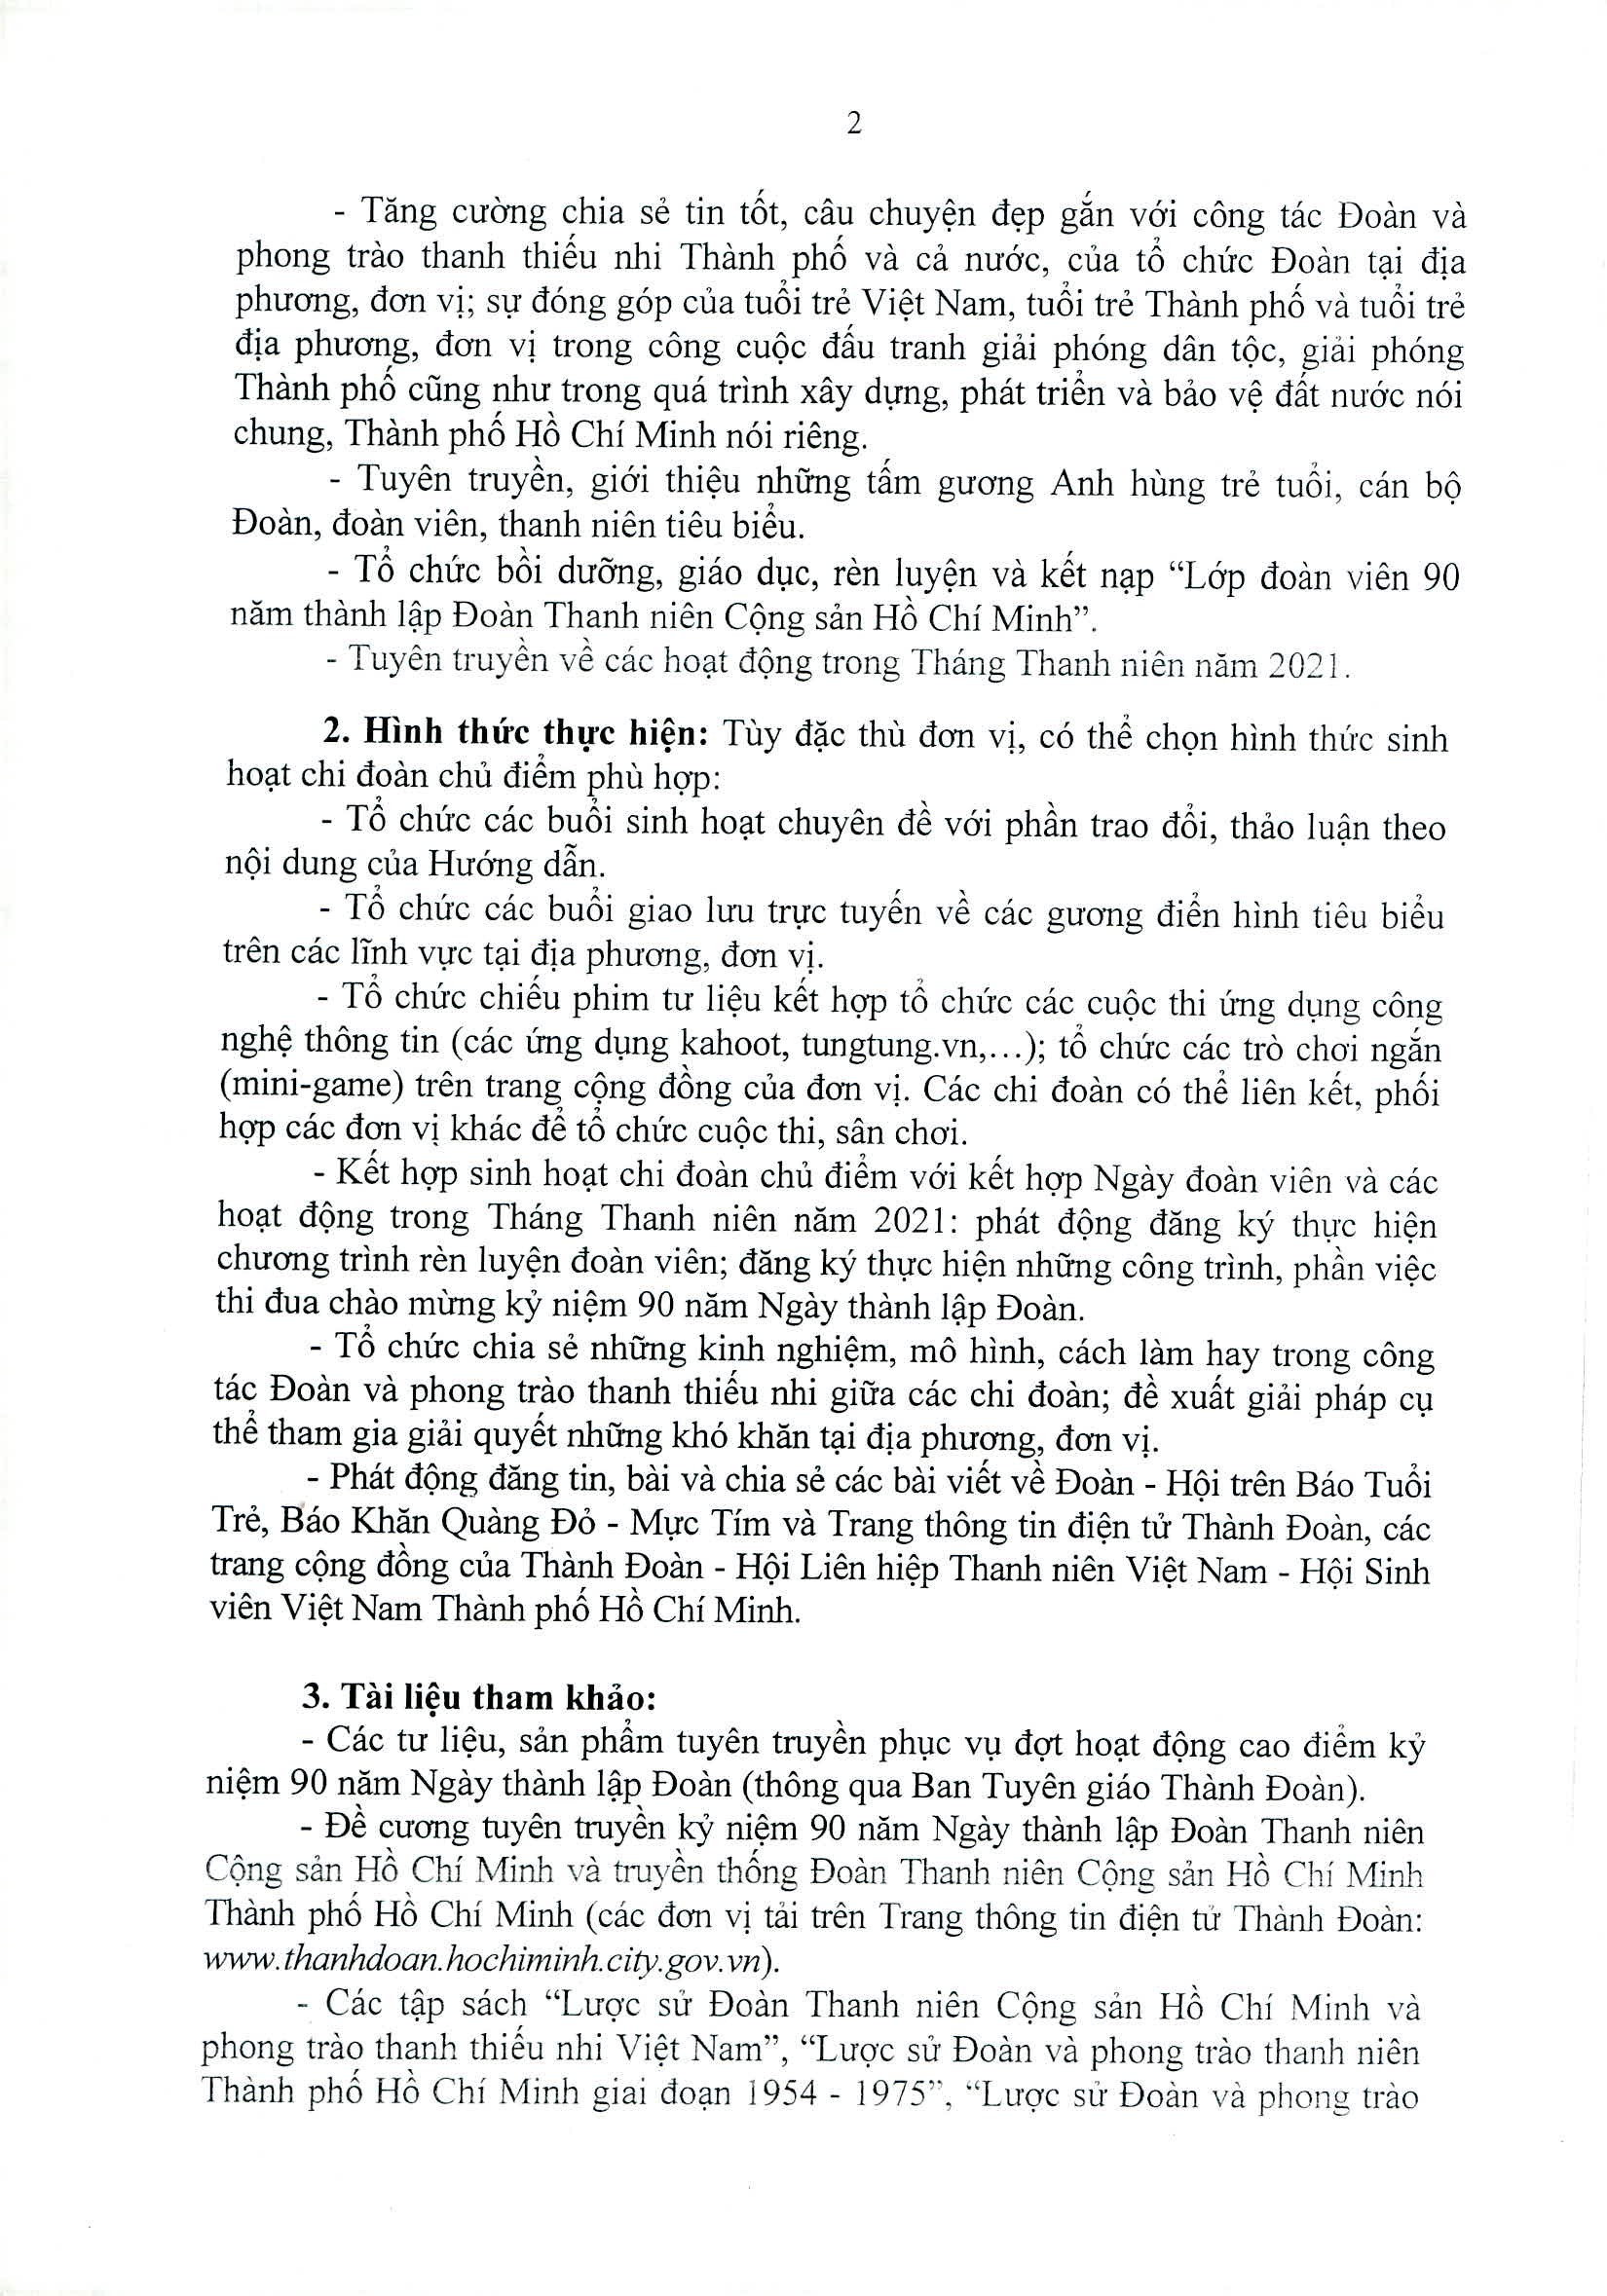 2
- Tăng cường chia sẻ tin tốt, câu chuyện đẹp gắn với công tác Đoàn và
phong trào thanh thiếu nhi Thành phố và cả nước, của tổ chức Đoàn tại địa
phương, đơn vị; sự đóng góp của tuổi trẻ Việt Nam, tuổi trẻ Thành phố và tuổi trẻ
địa phương, đơn vị trong công cuộc đấu tranh giải phóng dân tộc, giải phóng
Thành phố cũng như trong quá trình xây dựng, phát triển và bảo vệ đất nước nói
chung, Thành phố Hồ Chí Minh nói riêng.
- Tuyên truyền, giới thiệu những tấm gương Anh hùng trẻ tuổi, cán bộ
Đoàn, đoàn viên, thanh niên tiêu biểu.
- Tổ chức bồi dưỡng, giáo dục, rèn luyện và kết nạp “Lớp đoàn viên 90
năm thành lập Đoàn Thanh niên Cộng sản Hồ Chí Minh”.
- Tuyên truyền về các hoạt động trong Tháng Thanh niên năm 2021.
2. Hình thức thực hiện: Tùy đặc thù đơn vị, có thể chọn hình thức sinh
hoạt chi đoàn chủ điểm phù hợp:
- Tổ chức các buổi sinh hoạt chuyên đề với phần trao đổi, thảo luận theo
nội dung của Hướng dẫn.
- Tổ chức các buổi giao lưu trực tuyến về các gương điển hình tiêu biểu
trên các lĩnh vực tại địa phương, đơn vị.
- Tổ chức chiếu phim tư liệu kết hợp tổ chức các cuộc thi ứng dụng công
nghệ thông tin (các ứng dụng kahoot, tungtung.vn,...); tổ chức các trò chơi ngắn
(mini-game) trên trang cộng đồng của đơn vị. Các chi đoàn có thể liên kết, phối
hợp các đơn vị khác để tổ chức cuộc thi, sân chơi.
- Kết hợp sinh hoạt chi đoàn chủ điểm với kết hợp Ngày đoàn viên và các
hoạt động trong Tháng Thanh niên năm 2021: phát động đăng ký thực hiện
chương trình rèn luyện đoàn viên; đăng ký thực hiện những công trình, phần việc
thi đua chào mừng kỷ niệm 90 năm Ngày thành lập Đoàn.
- Tổ chức chia sẻ những kinh nghiệm, mô hình, cách làm hay trong công
tác Đoàn và phong trào thanh thiếu nhi giữa các chi đoàn; đề xuất giải pháp cụ
thể tham gia giải quyết những khó khăn tại địa phương, đơn vị.
- Phát động đăng tin, bài và chia sẻ các bài viết về Đoàn - Hội trên Báo Tuổi
Trẻ, Báo Khăn Quàng Đỏ - Mực Tím và Trang thông tin điện tử Thành Đoàn, các
trang cộng đồng của Thành Đoàn - Hội Liên hiệp Thanh niên Việt Nam - Hội Sinh
viên Việt Nam Thành phố Hồ Chí Minh.
3. Tài liệu tham khảo:
- Các tư liệu, sản phẩm tuyên truyền phục vụ đợt hoạt động cao điểm kỷ
niệm 90 năm Ngày thành lập Đoàn (thông qua Ban Tuyên giáo Thành Đoàn).
- Đề cương tuyên truyền kỷ niệm 90 năm Ngày thành lập Đoàn Thanh niên
Cộng sản Hồ Chí Minh và truyền thống Đoàn Thanh niên Cộng sản Hồ Chí Minh
Thành phố Hồ Chí Minh (các đơn vị tải trên Trang thông tin điện tử Thành Đoàn:
www.thanhdoan.hochiminh.city.gov.vn).
- Các tập sách “Lược sử Đoàn Thanh niên Cộng sản Hồ Chí Minh và
phong trào thanh thiếu nhi Việt Nam”, “Lược sử Đoàn và phong trào thanh niên
Thành phố Hồ Chí Minh giai đoạn 1954 - 1975”, “Lược sử Đoàn và phong trào